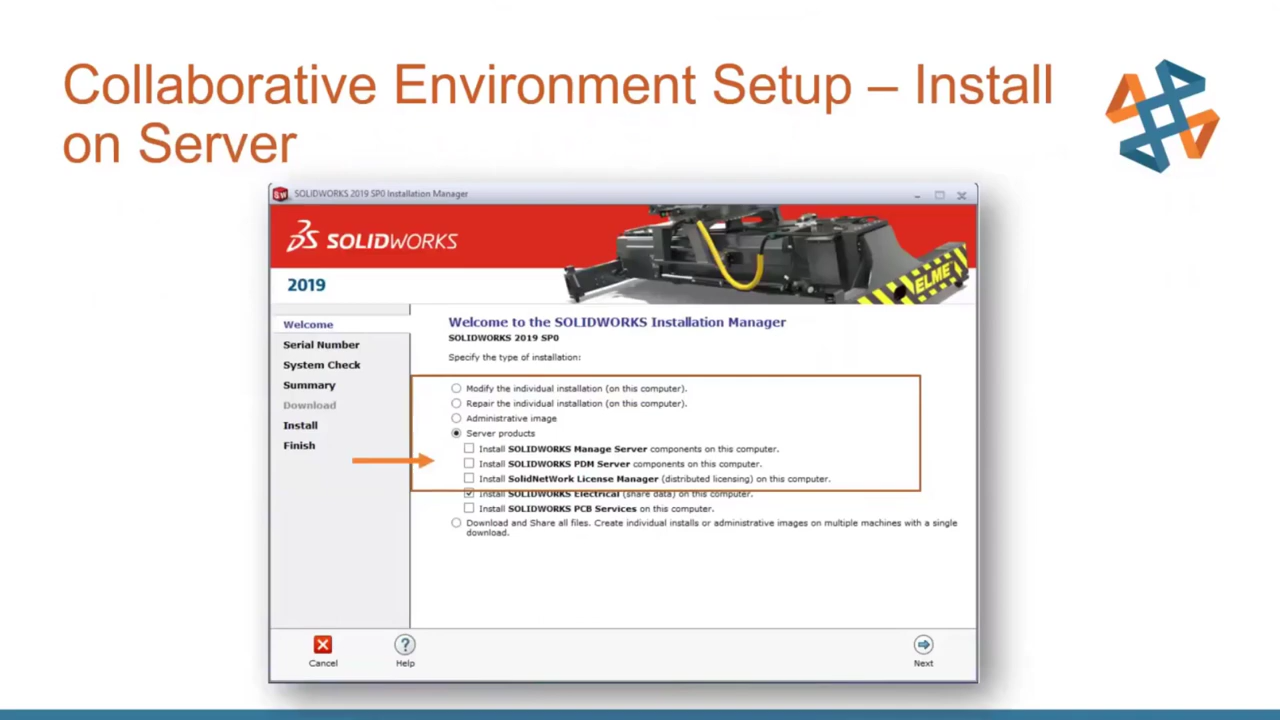 Collaborative Environment Setup – Install
on Server
SW SOLIDWORKS 2019 SP0 Installation Manager
SOLIDWORKS
ELME
2019
Welcome
Serial Number
System Check
Summary
Download
Install
Finish
Welcome to the SOLIDWORKS Installation Manager
SOLIDWORKS 2019 SP0
Specify the type of installation:
Modify the individual installation (on this computer).
Repair the individual installation (on this computer).
Administrative image
Server products
Install SOLIDWORKS Manage Server components on this computer.
Install SOLIDWORKS PDM Server components on this computer.
Install SolidNetWork License Manager (distributed licensing) on this computer.
Install SOLIDWORKS Electrical (share data) on this computer.
Install SOLIDWORKS PCB Services on this computer.
Download and Share all files. Create individual installs or administrative images on multiple machines with a single
download.
Cancel
Help
Next